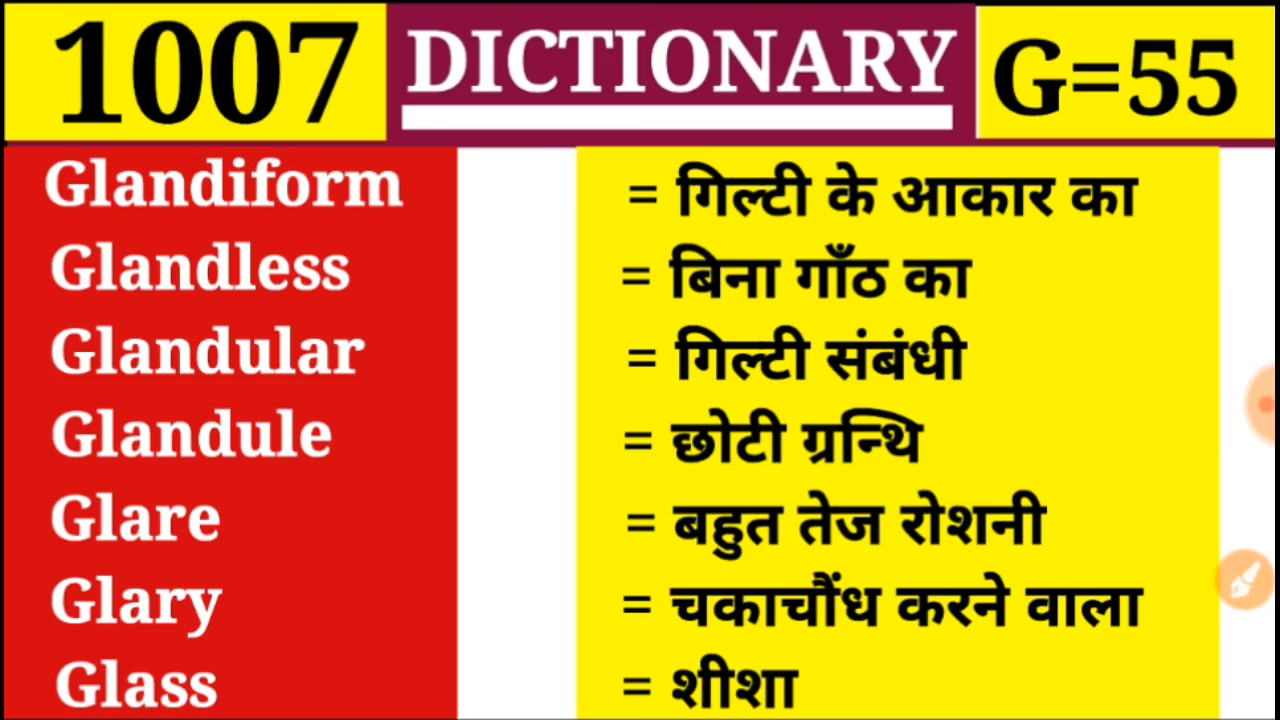 1007 DICTIONARY G=55
Glandiform = गिल्टी के आकार का
Glandless = बिना गाँठ का
Glandular = गिल्टी संबंधी
Glandule = छोटी ग्रन्थि
Glare = बहुत तेज रोशनी
Glary = चकाचौंध करने वाला
Glass = शीशा